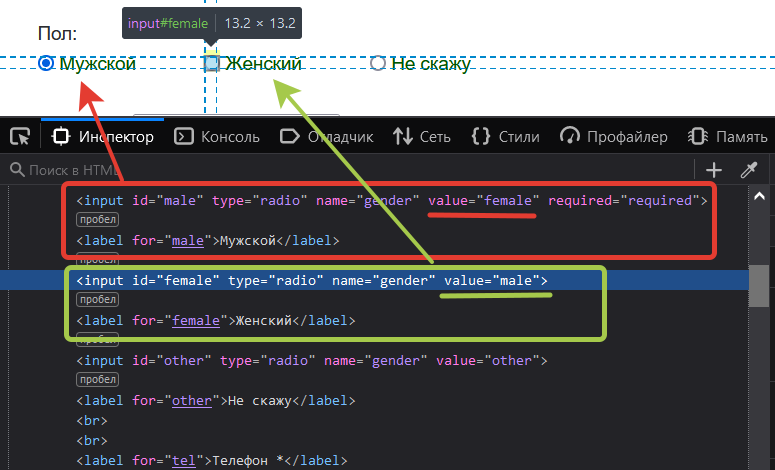 input#female | 13.2 × 13.2
Пол:
Мужской Женский Не скажу
Инспектор Консоль Отладчик Сеть Стили Профайлер Память
Поиск в HTML
<input id="male" type="radio" name="gender" value="female" required="required">
пробел
<label for="male">Мужской</label>
пробел
<input id="female" type="radio" name="gender" value="male">
пробел
<label for="female">Женский</label>
пробел
<input id="other" type="radio" name="gender" value="other">
пробел
<label for="other">Не скажу</label>
<br>
<br>
<label for="tel">Телефон *</label>